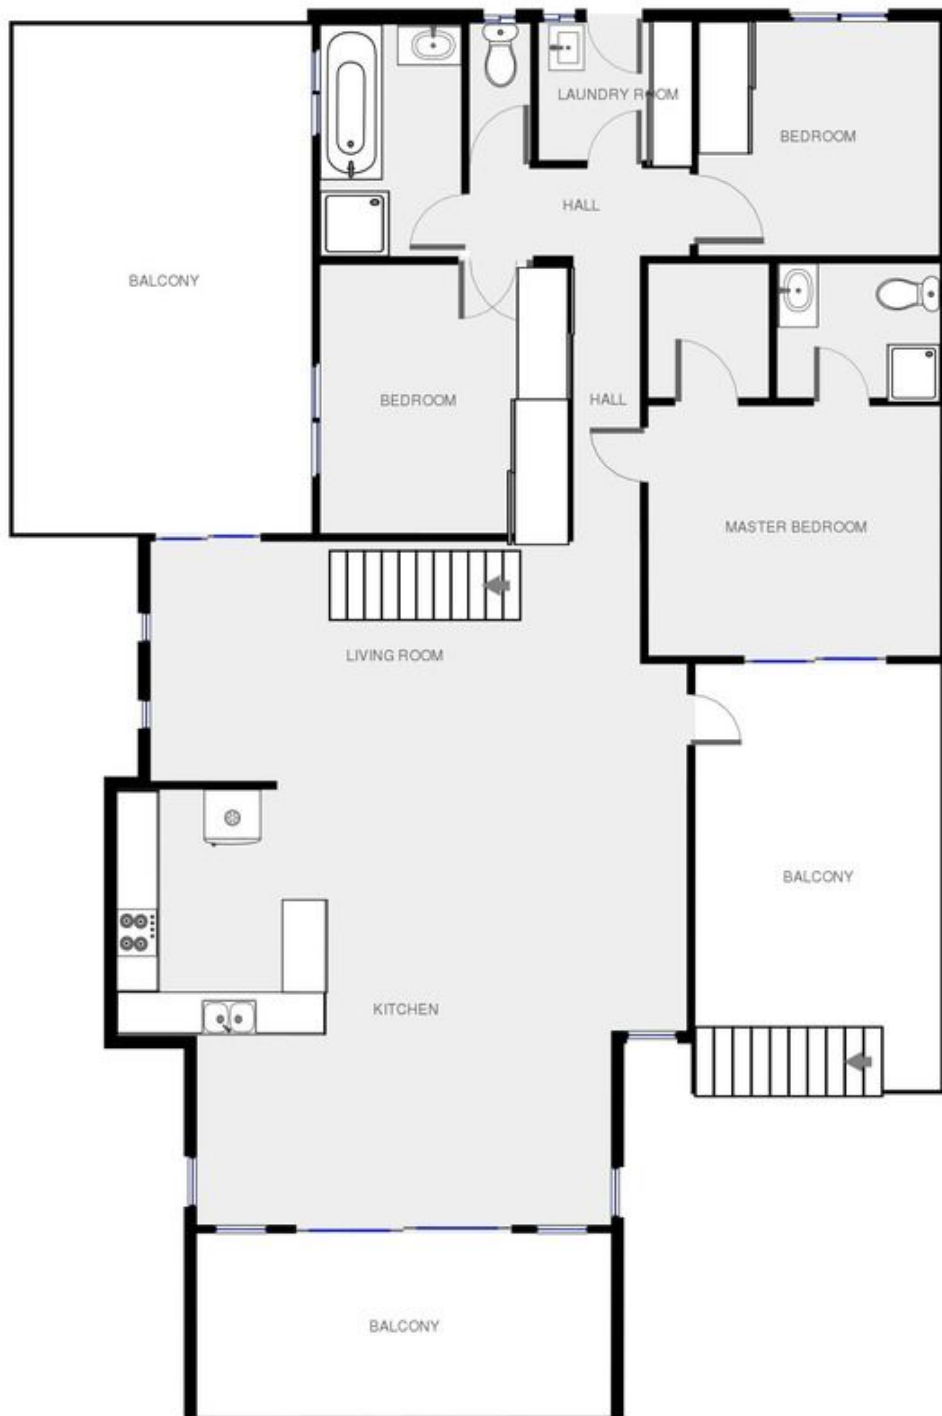 LAUNDRY ROOM
BEDROOM
HALL
BALCONY
BEDROOM
HALL
MASTER BEDROOM
LIVING ROOM
BALCONY
KITCHEN
BALCONY